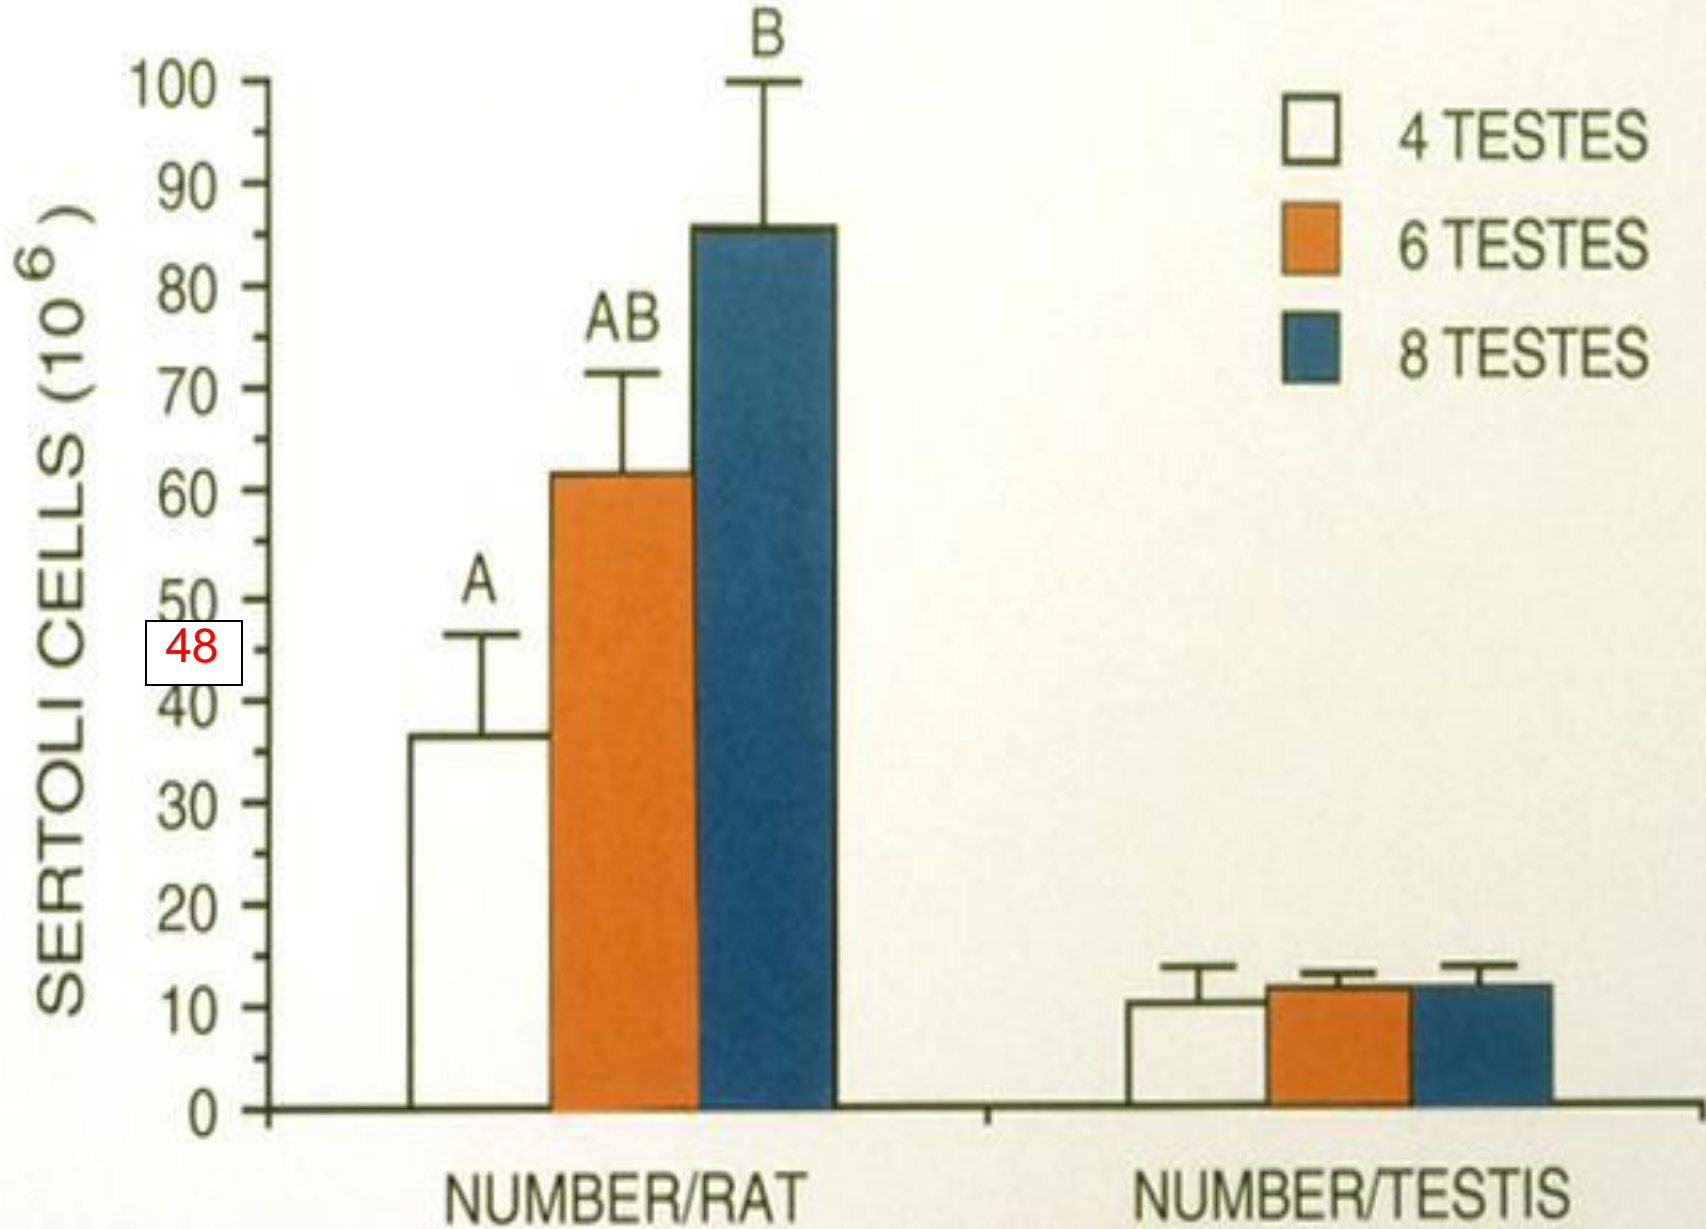 SERTOLI CELLS (10⁶)
100
90
80
70
60
50
48
40
30
20
10
0
A
AB
B
4 TESTES
6 TESTES
8 TESTES
NUMBER/RAT
NUMBER/TESTIS